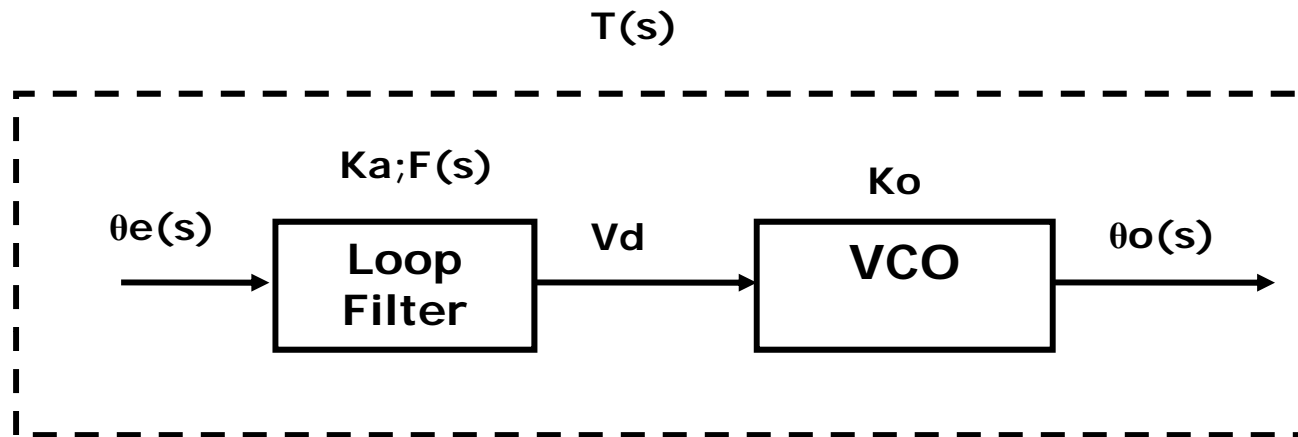 T(s)
Ka;F(s)
Ko
θe(s)
Loop
Filter
Vd
VCO
θo(s)